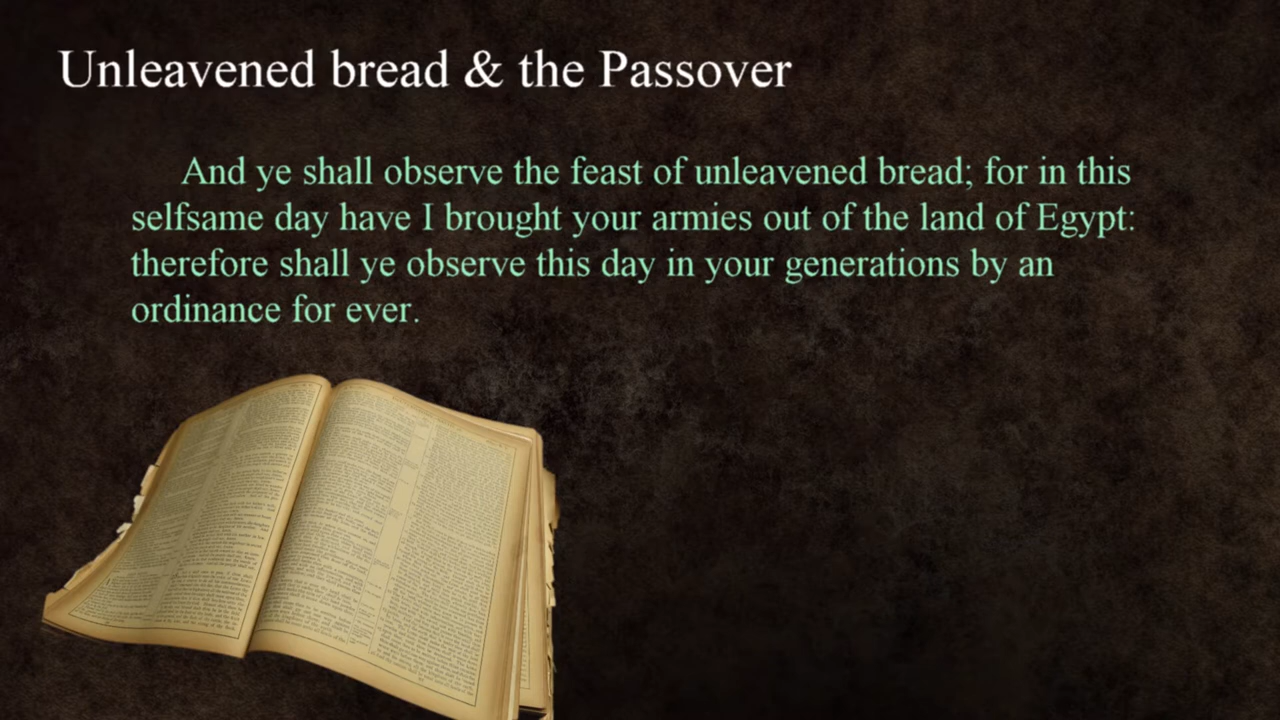 Unleavened bread & the Passover
And ye shall observe the feast of unleavened bread; for in this
selfsame day have I brought your armies out of the land of Egypt:
therefore shall ye observe this day in your generations by an
ordinance for ever.